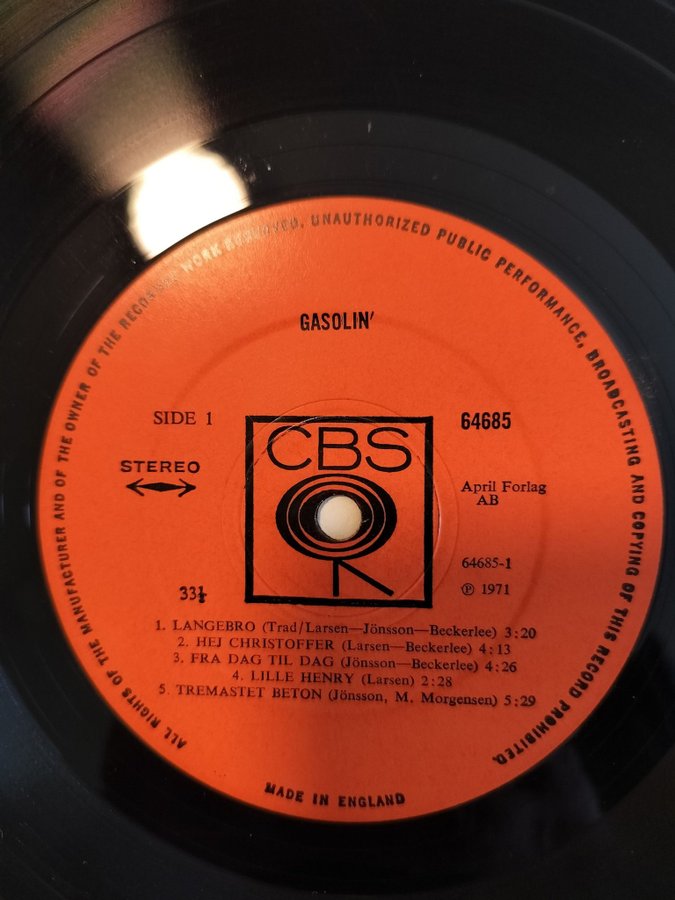 ALL RIGHTS OF THE MANUFACTURER AND OF THE OWNER OF THE RECORDED WORK RESERVED. UNAUTHORIZED PUBLIC PERFORMANCE, BROADCASTING AND COPYING OF THIS RECORD PROHIBITED.
GASOLIN'
SIDE 1
64685
CBS
STEREO
April Forlag
AB
64685-1
33⅓
℗ 1971
1. LANGEBRO (Trad/Larsen—Jönsson—Beckerlee) 3:20
2. HEJ CHRISTOFFER (Larsen—Beckerlee) 4:13
3. FRA DAG TIL DAG (Jönsson—Beckerlee) 4:26
4. LILLE HENRY (Larsen) 2:28
5. TREMASTET BETON (Jönsson, M. Morgensen) 5:29
MADE IN ENGLAND